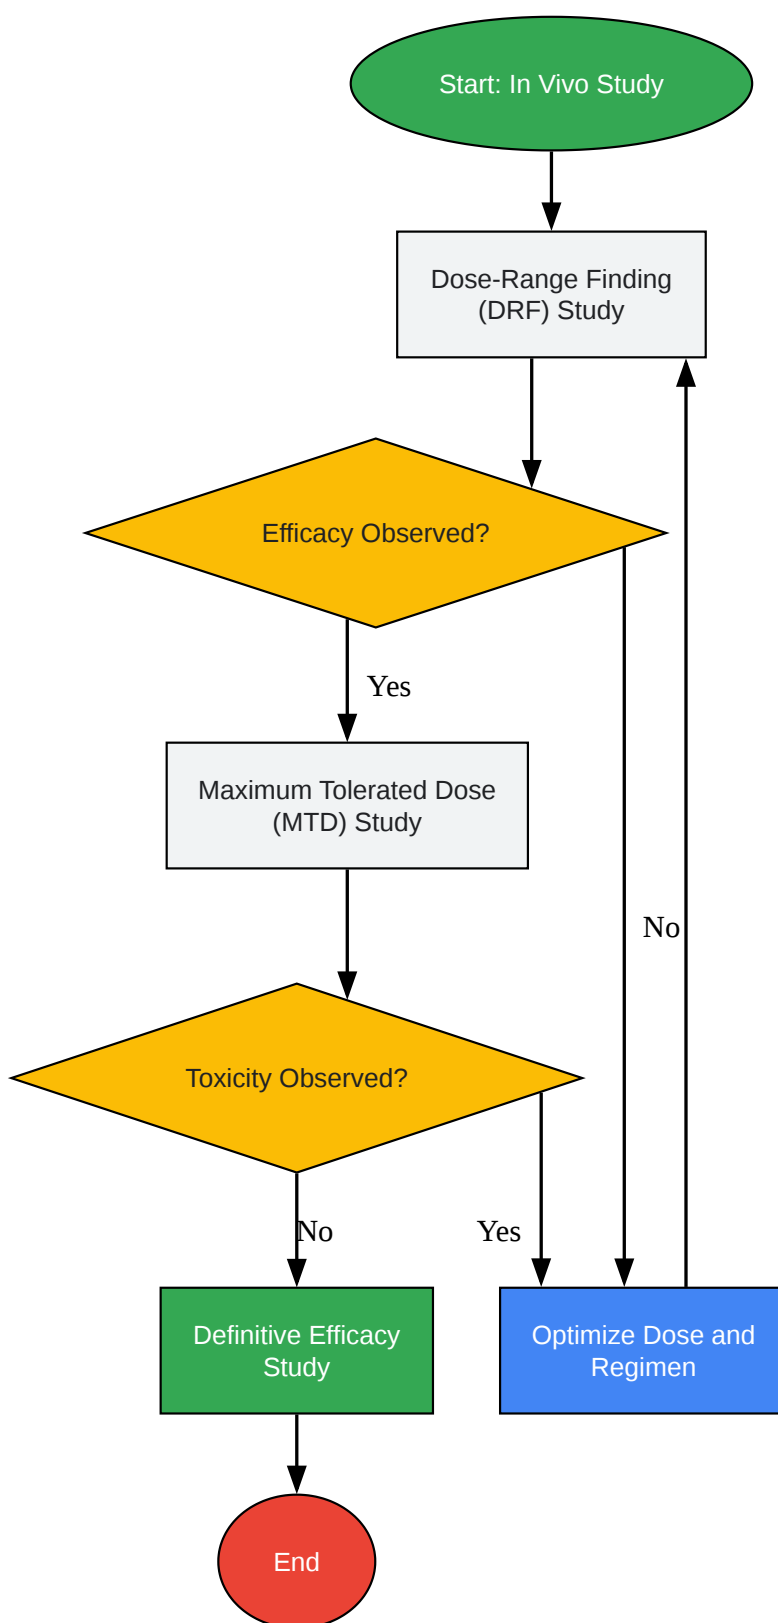 Start: In Vivo Study
Dose-Range Finding
(DRF) Study
Efficacy Observed?
Yes
Maximum Tolerated Dose
(MTD) Study
No
Toxicity Observed?
No
Yes
Definitive Efficacy
Study
Optimize Dose and
Regimen
End